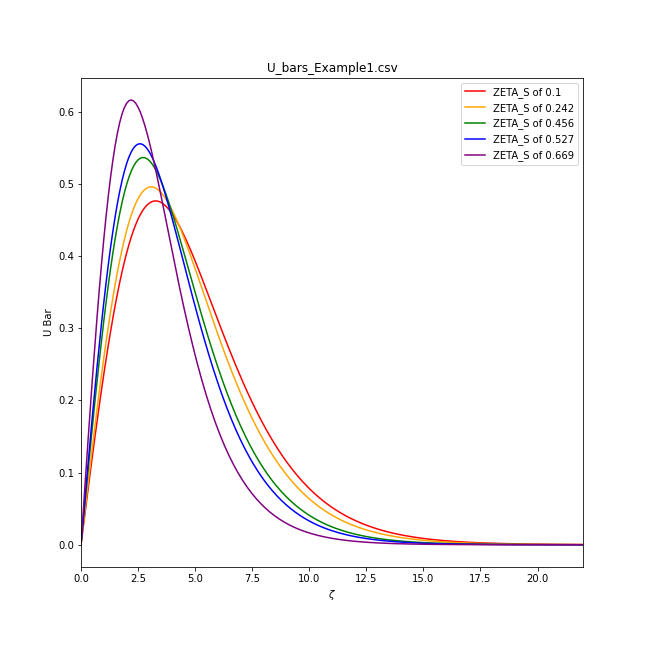 U_bars_Example1.csv
ZETA_S of 0.1
ZETA_S of 0.242
ZETA_S of 0.456
ZETA_S of 0.527
ZETA_S of 0.669
U Bar
0.6
0.5
0.4
0.3
0.2
0.1
0.0
0.0 2.5 5.0 7.5 10.0 12.5 15.0 17.5 20.0
ζ